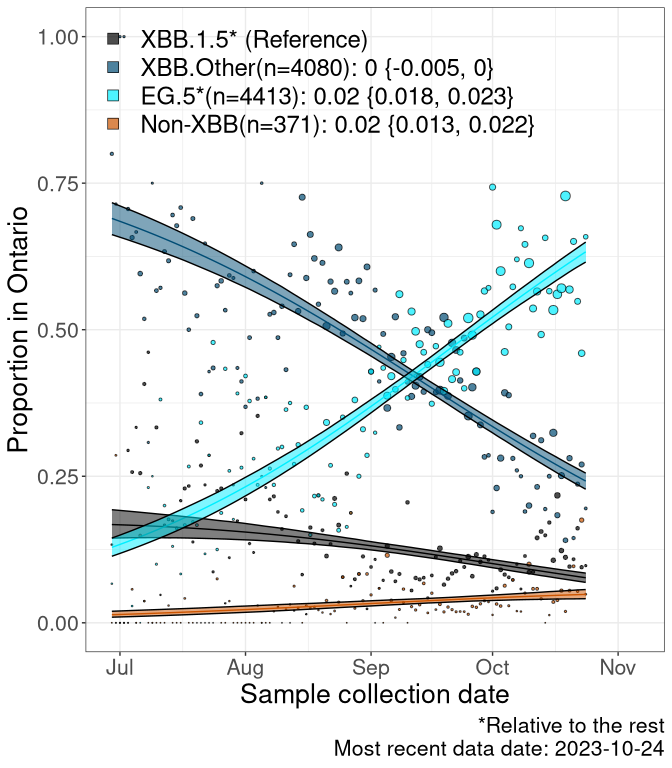 1.00
0.75
0.50
0.25
0.00
Proportion in Ontario
XBB.1.5* (Reference)
XBB.Other(n=4080): 0 {-0.005, 0}
EG.5*(n=4413): 0.02 {0.018, 0.023}
Non-XBB(n=371): 0.02 {0.013, 0.022}
Jul Aug Sep Oct Nov
Sample collection date
*Relative to the rest
Most recent data date: 2023-10-24